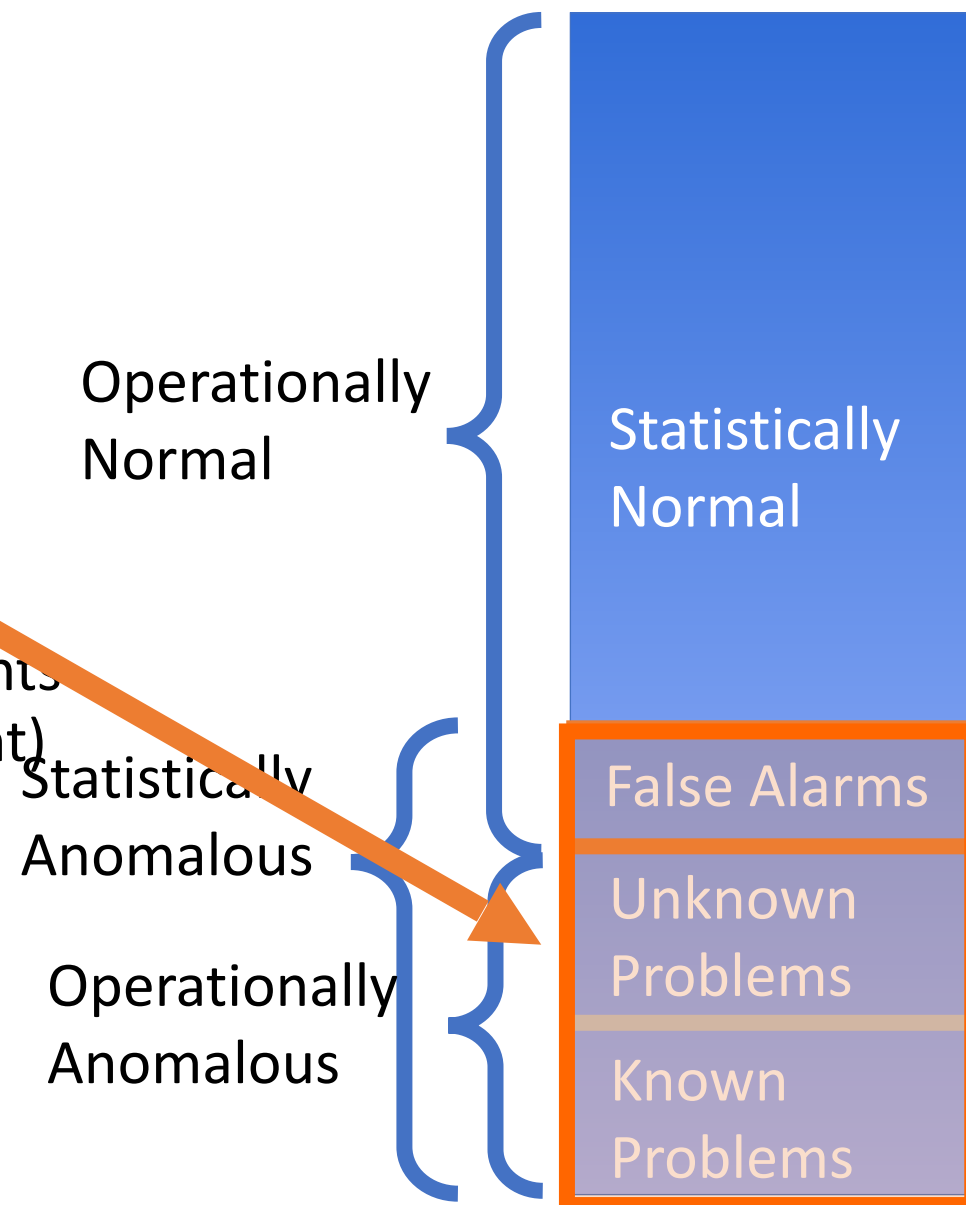 Operationally
Normal
Statistically
Normal
Statistically
Anomalous
False Alarms
Unknown
Problems
Operationally
Anomalous
Known
Problems